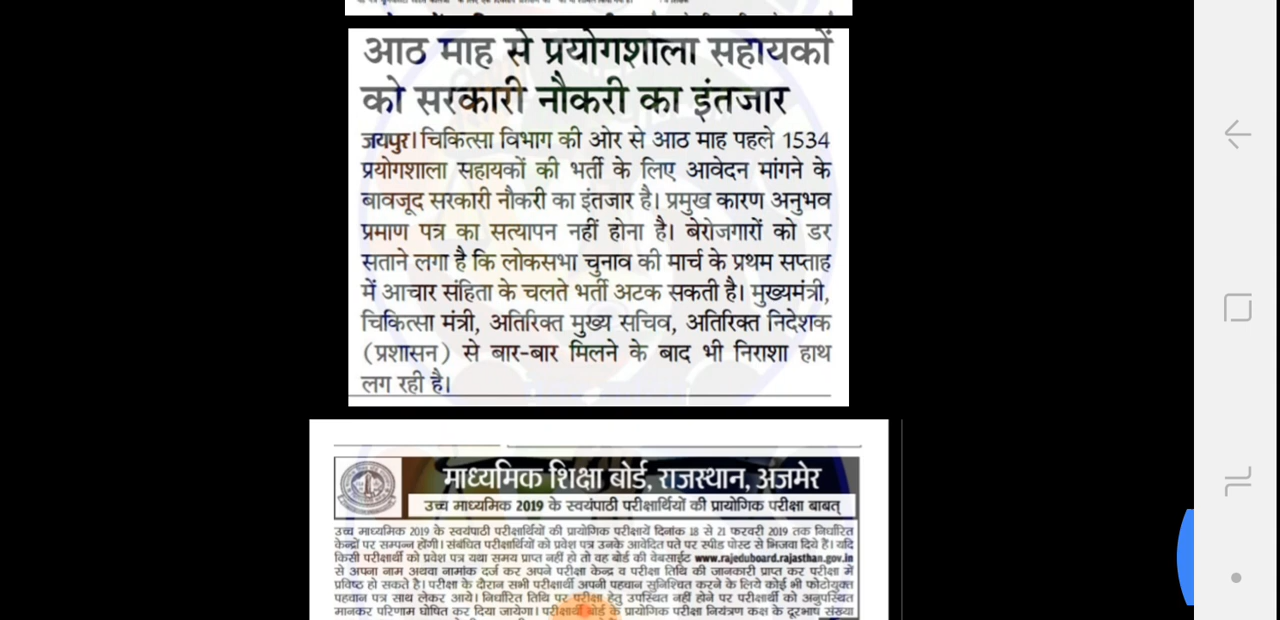 आठ माह से प्रयोगशाला सहायकों
को सरकारी नौकरी का इंतजार
जयपुर। चिकित्सा विभाग की ओर से आठ माह पहले 1534
प्रयोगशाला सहायकों की भर्ती के लिए आवेदन मांगने के
बावजूद सरकारी नौकरी का इंतजार है। प्रमुख कारण अनुभव
प्रमाण पत्र का सत्यापन नहीं होना है। बेरोजगारों को डर
सताने लगा है कि लोकसभा चुनाव की मार्च के प्रथम सप्ताह
में आचार संहिता के चलते भर्ती अटक सकती है। मुख्यमंत्री,
चिकित्सा मंत्री, अतिरिक्त मुख्य सचिव, अतिरिक्त निदेशक
(प्रशासन) से बार-बार मिलने के बाद भी निराशा हाथ
लग रही है।
माध्यमिक शिक्षा बोर्ड, राजस्थान, अजमेर
उच्च माध्यमिक 2019 के स्वयंपाठी परीक्षार्थियों की प्रायोगिक परीक्षा बाबत्
उच्च माध्यमिक 2019 के स्वयंपाठी परीक्षार्थियों की प्रायोगिक परीक्षायें दिनांक 18 से 21 फरवरी 2019 तक निर्धारित
केन्द्रों पर सम्पन्न होंगी। संबंधित परीक्षार्थियों को प्रवेश पत्र उनके आवेदित पते पर स्पीड पोस्ट से भिजवा दिये हैं। यदि
किसी परीक्षार्थी को प्रवेश पत्र यथा समय प्राप्त नहीं हो तो वह बोर्ड की वेबसाईट www.rajeduboard.rajasthan.gov.in
से अपना नाम अथवा नामांक दर्ज कर अपने परीक्षा केन्द्र व परीक्षा तिथि की जानकारी प्राप्त कर परीक्षा में
प्रविष्ठ हो सकते है। परीक्षा के दौरान सभी परीक्षार्थी अपनी पहचान सुनिश्चित करने के लिये कोई भी फोटोयुक्त
पहचान पत्र साथ लेकर आये। निर्धारित तिथि पर परीक्षा हेतु उपस्थित नहीं होने पर परीक्षार्थी को अनुपस्थित
मानकर परिणाम घोषित कर दिया जायेगा। परीक्षार्थी बोर्ड के प्रायोगिक परीक्षा नियंत्रण कक्ष के दूरभाष संख्या